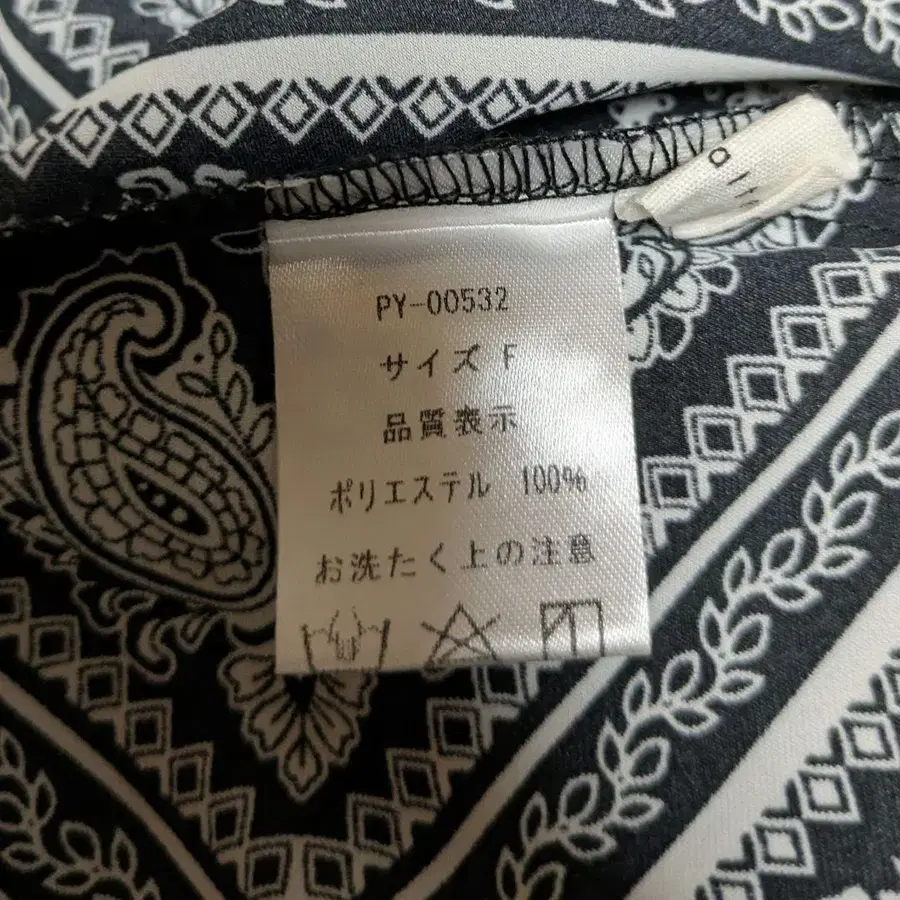 PY-00532
サイズ F
品質表示
ポリエステル 100%
お洗たく上の注意